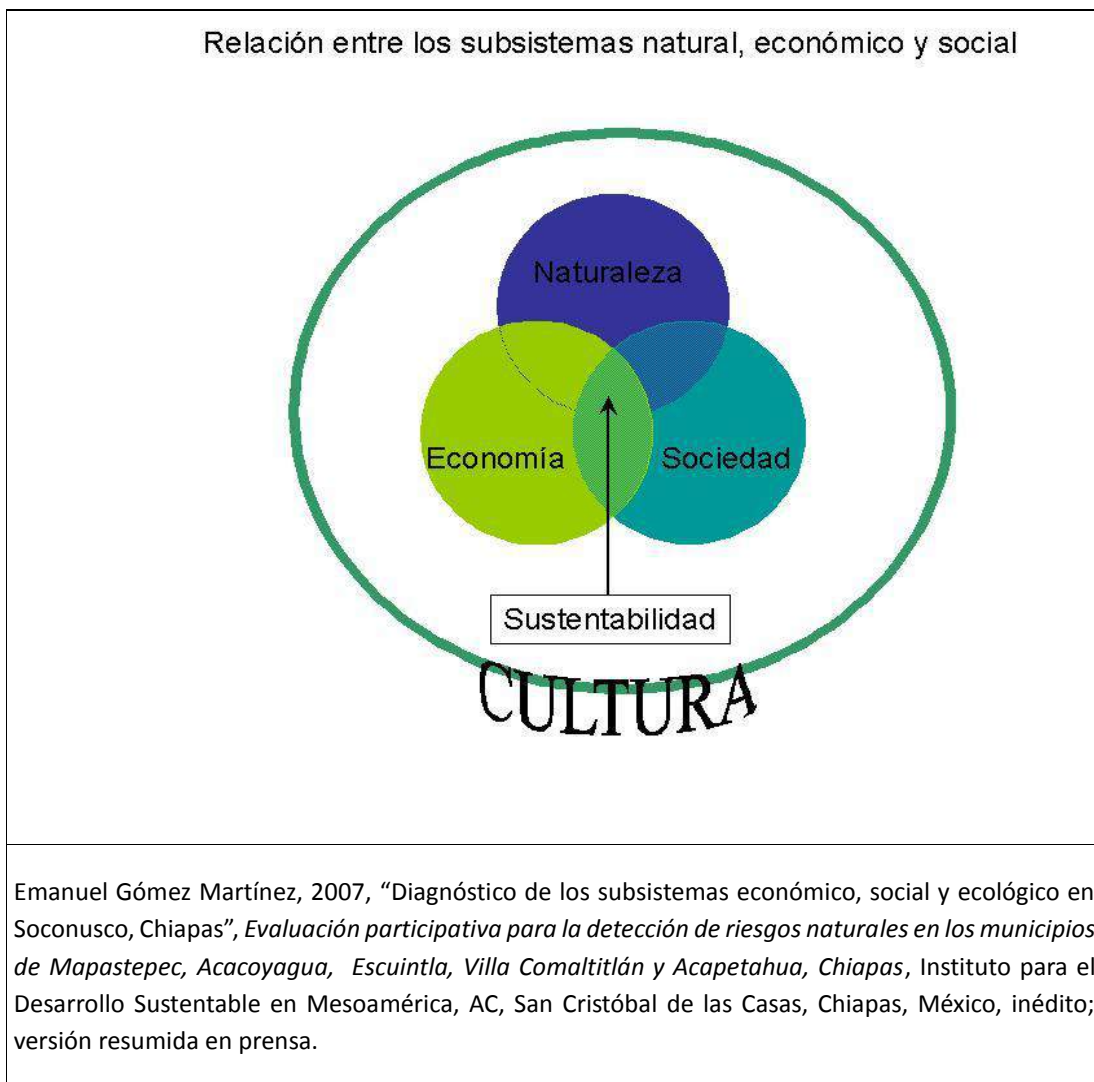 Relación entre los subsistemas natural, económico y social
Naturaleza
Economía
Sociedad
Sustentabilidad
CULTURA
Emanuel Gómez Martínez, 2007, “Diagnóstico de los subsistemas económico, social y ecológico en
Soconusco, Chiapas”, Evaluación participativa para la detección de riesgos naturales en los municipios
de Mapastepec, Acacoyagua, Escuintla, Villa Comaltitlán y Acapetahua, Chiapas, Instituto para el
Desarrollo Sustentable en Mesoamérica, AC, San Cristóbal de las Casas, Chiapas, México, inédito;
versión resumida en prensa.